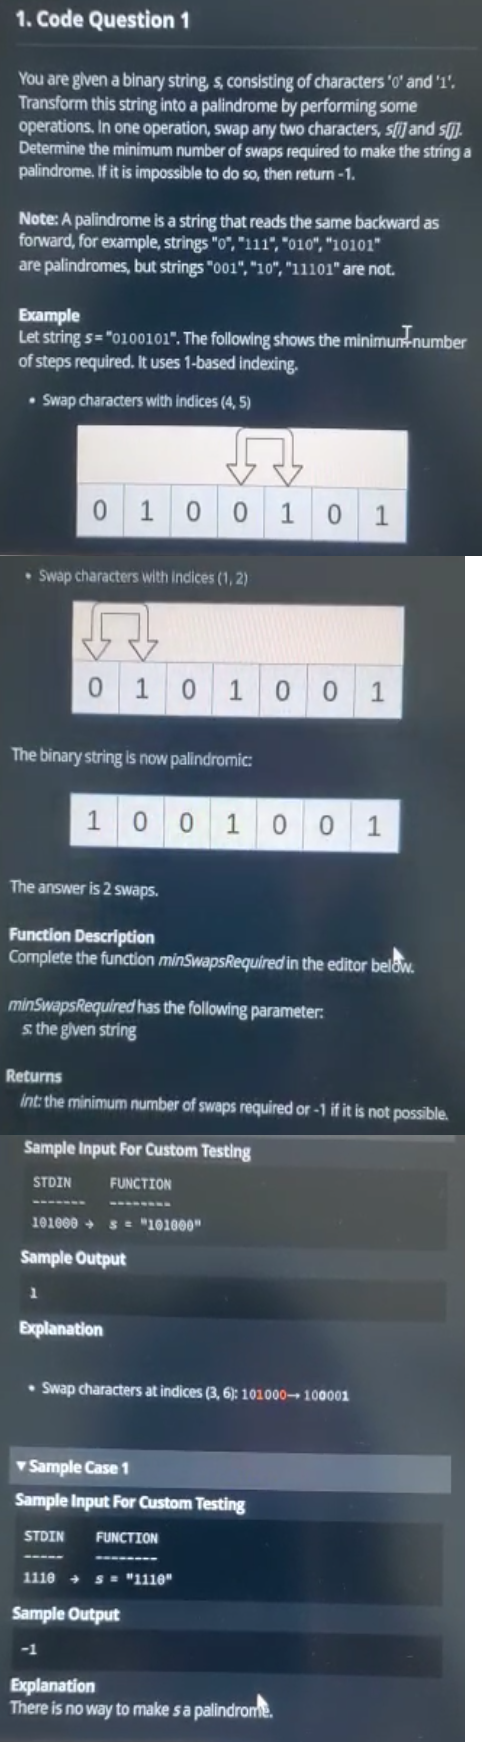 1. Code Question 1
You are given a binary string, s, consisting of characters '0' and '1'.
Transform this string into a palindrome by performing some
operations. In one operation, swap any two characters, s[i] and s[j].
Determine the minimum number of swaps required to make the string a
palindrome. If it is impossible to do so, then return -1.
Note: A palindrome is a string that reads the same backward as
forward, for example, strings "0", "111", "010", "10101"
are palindromes, but strings "001", "10", "11101" are not.
Example
Let string s = "0100101". The following shows the minimum number
of steps required. It uses 1-based indexing.
• Swap characters with indices (4, 5)
0 1 0 0 1 0 1
• Swap characters with indices (1, 2)
0 1 0 1 0 0 1
The binary string is now palindromic:
1 0 0 1 0 0 1
The answer is 2 swaps.
Function Description
Complete the function minSwapsRequired in the editor below.
minSwapsRequired has the following parameter:
s: the given string
Returns
int: the minimum number of swaps required or -1 if it is not possible.
Sample Input For Custom Testing
STDIN FUNCTION
------- --------
101000 → s = "101000"
Sample Output
1
Explanation
• Swap characters at indices (3, 6): 101000→ 100001
▼ Sample Case 1
Sample Input For Custom Testing
STDIN FUNCTION
----- --------
1110 → s = "1110"
Sample Output
-1
Explanation
There is no way to make s a palindrome.